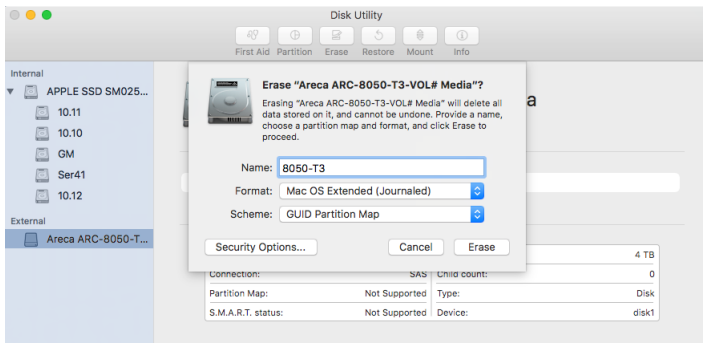 Disk Utility
First Aid Partition Erase Restore Mount Info
Internal
APPLE SSD SM025...
10.11
10.10
GM
Ser41
10.12
External
Areca ARC-8050-T...
Erase “Areca ARC-8050-T3-VOL# Media”?
Erasing “Areca ARC-8050-T3-VOL# Media” will delete all
data stored on it, and cannot be undone. Provide a name,
choose a partition map and format, and click Erase to
proceed.
Name: 8050-T3
Format: Mac OS Extended (Journaled)
Scheme: GUID Partition Map
Security Options... Cancel Erase
a
4 TB
Connection: SAS Child count: 0
Partition Map: Not Supported Type: Disk
S.M.A.R.T. status: Not Supported Device: disk1